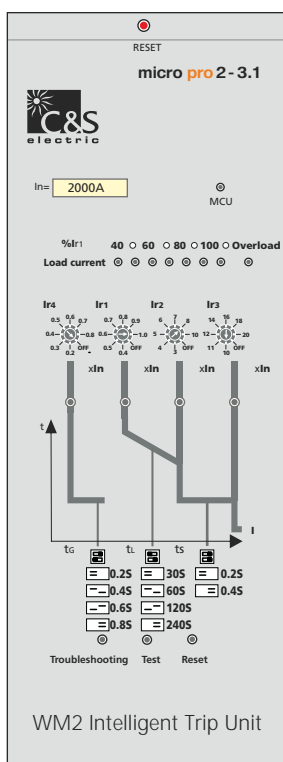 RESET
micro pro 2 - 3.1
C&S
electric
In= 2000A
MCU
%Ir1 40 60 80 100 Overload
Load current
Ir4 Ir1 Ir2 Ir3
0.2 0.3 0.4 0.5 0.6 0.7 0.8 OFF
0.4 0.5 0.6 0.7 0.8 0.9 1.0 OFF
3 4 5 6 7 8 10 OFF
10 11 12 14 16 18 20 OFF
xIn xIn xIn xIn
t
I
tG tL tS
0.2S 30S 0.2S
0.4S 60S 0.4S
0.6S 120S
0.8S 240S
Troubleshooting Test Reset
WM2 Intelligent Trip Unit